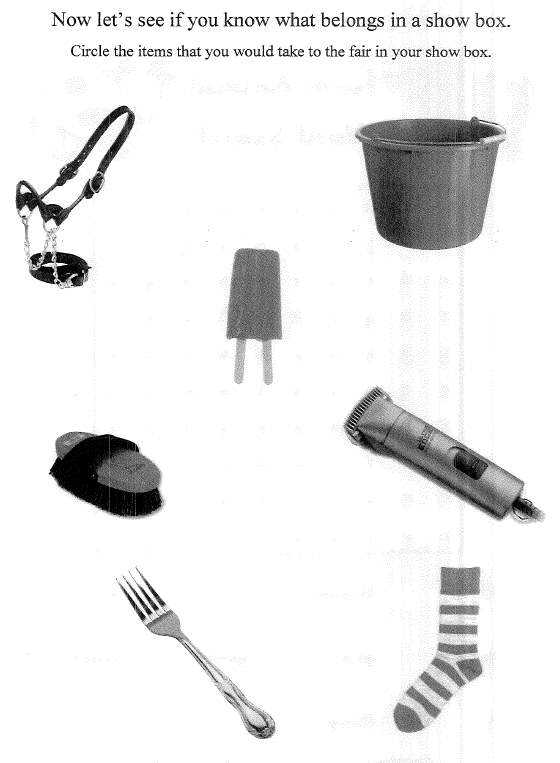 Now let's see if you know what belongs in a show box.
Circle the items that you would take to the fair in your show box.